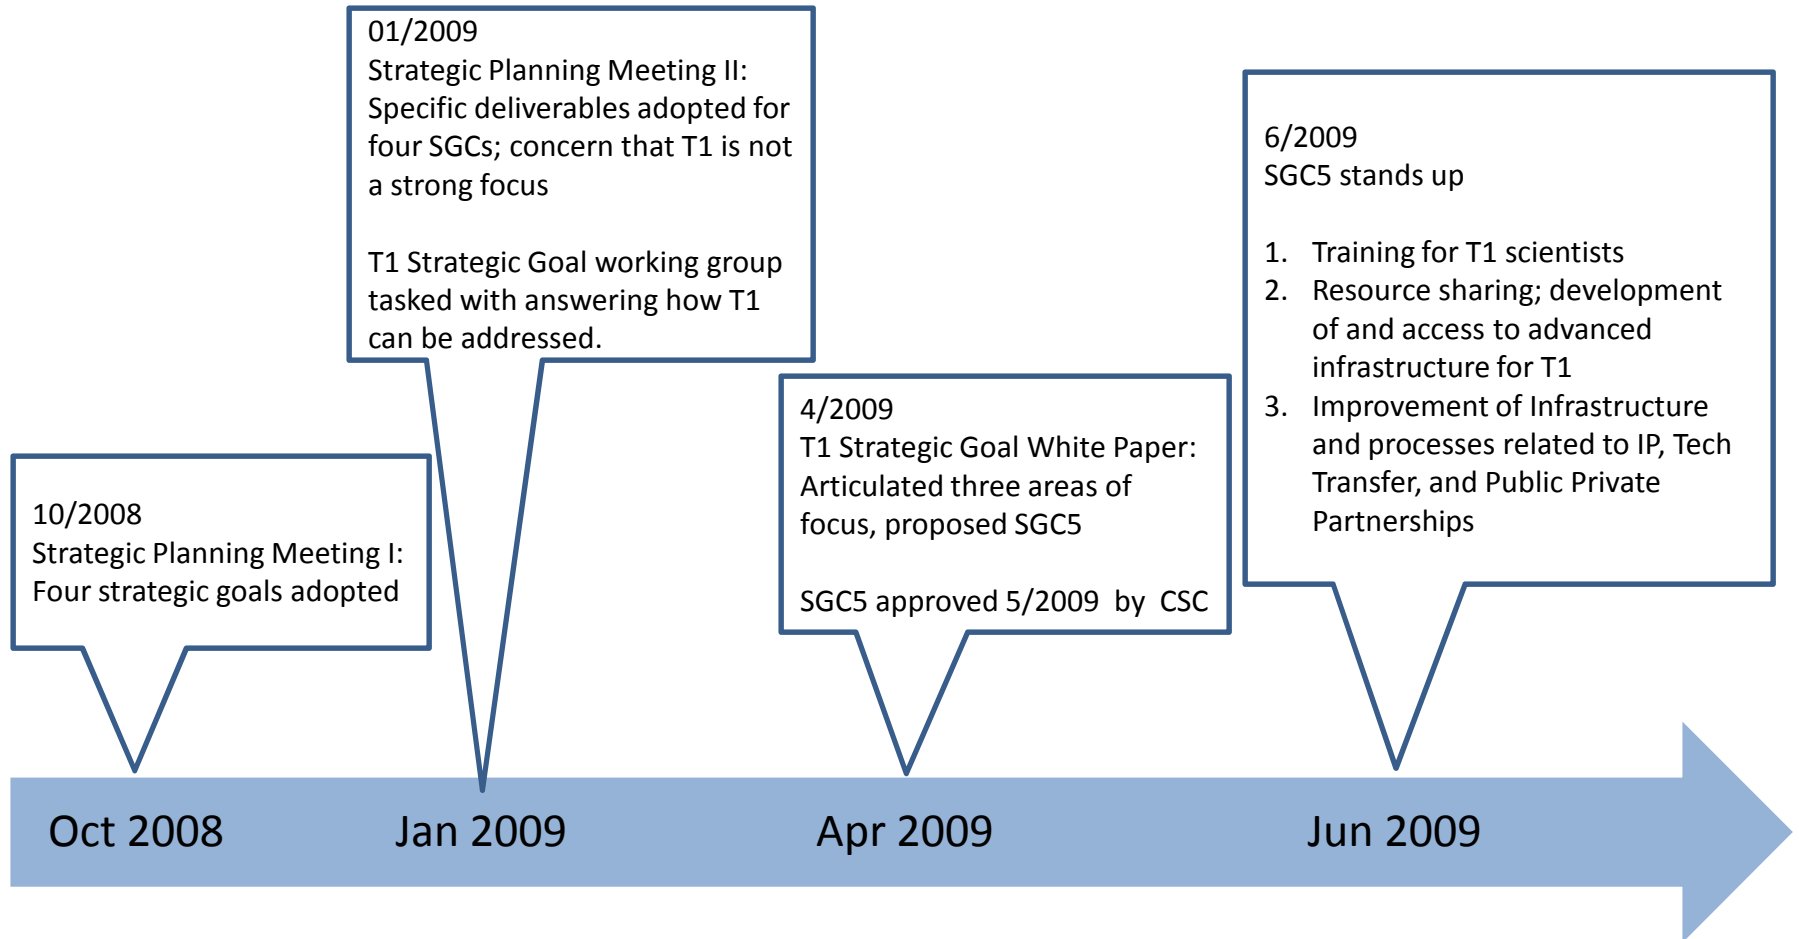 01/2009
Strategic Planning Meeting II:
Specific deliverables adopted for
four SGCs; concern that T1 is not
a strong focus
T1 Strategic Goal working group
tasked with answering how T1
can be addressed.
6/2009
SGC5 stands up
1. Training for T1 scientists
2. Resource sharing; development
of and access to advanced
infrastructure for T1
3. Improvement of Infrastructure
and processes related to IP, Tech
Transfer, and Public Private
Partnerships
4/2009
T1 Strategic Goal White Paper:
Articulated three areas of
focus, proposed SGC5
SGC5 approved 5/2009 by CSC
10/2008
Strategic Planning Meeting I:
Four strategic goals adopted
Oct 2008
Jan 2009
Apr 2009
Jun 2009